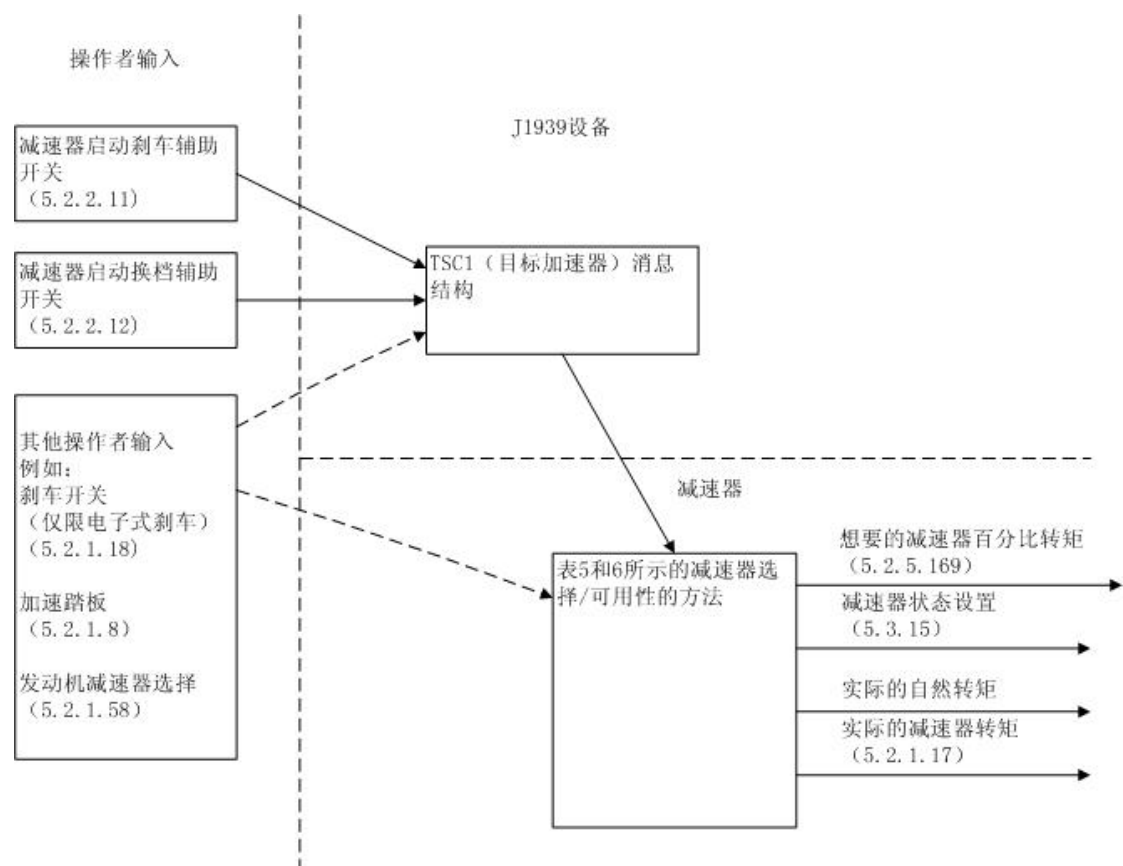 操作者输入
J1939设备
减速器启动刹车辅助
开关
(5.2.2.11)
减速器启动换档辅助
开关
(5.2.2.12)
TSC1（目标加速器）消息
结构
其他操作者输入
例如：
刹车开关
（仅限电子式刹车）
(5.2.1.18)
加速踏板
(5.2.1.8)
发动机减速器选择
(5.2.1.58)
减速器
表5和6所示的减速器选
择/可用性的方法
想要的减速器百分比转矩
(5.2.5.169)
减速器状态设置
(5.3.15)
实际的自然转矩
实际的减速器转矩
(5.2.1.17)